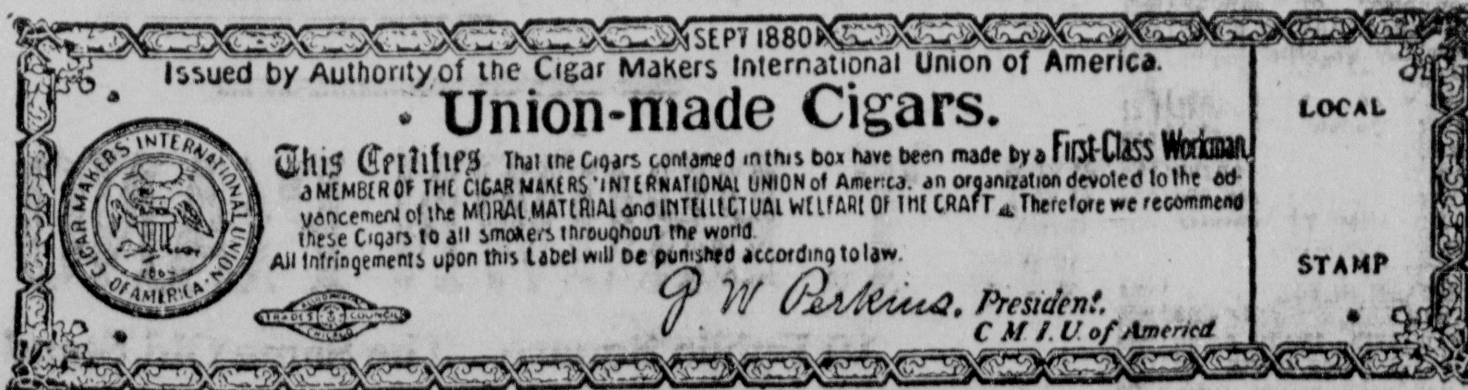 SEPT 1880
Issued by Authority of the Cigar Makers International Union of America.
Union-made Cigars.
This Certifies That the Cigars contained in this box have been made by a First-Class Workman,
a MEMBER OF THE CIGAR MAKERS 'INTERNATIONAL UNION of America, an organization devoted to the ad-
vancement of the MORAL, MATERIAL and INTELLECTUAL WELFARE OF THE CRAFT. Therefore we recommend
these Cigars to all smokers throughout the world.
All Infringements upon this Label will be punished according to law.
G W Perkins, President,
C M I. U. of America
LOCAL
STAMP
CIGAR MAKERS INTERNATIONAL UNION
OF AMERICA
TRADES COUNCIL
CHICAGO